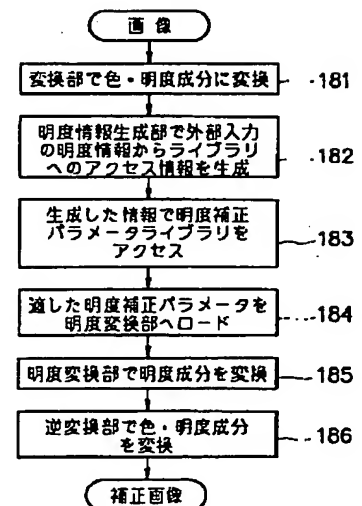 画像
変換部で色・明度成分に変換
181
明度情報生成部で外部入力
の明度情報からライブラリ
へのアクセス情報を生成
182
生成した情報で明度補正
パラメータライブラリを
アクセス
183
適した明度補正パラメータを
明度変換部へロード
184
明度変換部で明度成分を変換
185
逆変換部で色・明度成分
を変換
186
補正画像